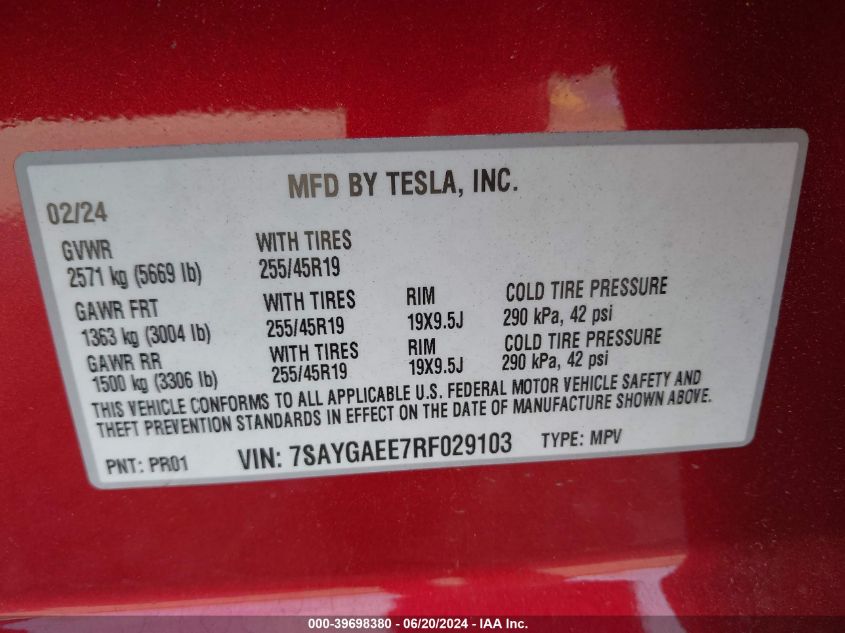 MFD BY TESLA, INC.
02/24
GVWR WITH TIRES
2571 kg (5669 lb) 255/45R19
GAWR FRT WITH TIRES RIM COLD TIRE PRESSURE
1363 kg (3004 lb) 255/45R19 19X9.5J 290 kPa, 42 psi
GAWR RR WITH TIRES RIM COLD TIRE PRESSURE
1500 kg (3306 lb) 255/45R19 19X9.5J 290 kPa, 42 psi
THIS VEHICLE CONFORMS TO ALL APPLICABLE U.S. FEDERAL MOTOR VEHICLE SAFETY AND
THEFT PREVENTION STANDARDS IN EFFECT ON THE DATE OF MANUFACTURE SHOWN ABOVE.
PNT: PR01 VIN: 7SAYGAEE7RF029103 TYPE: MPV
000-39698380 - 06/20/2024 - IAA Inc.